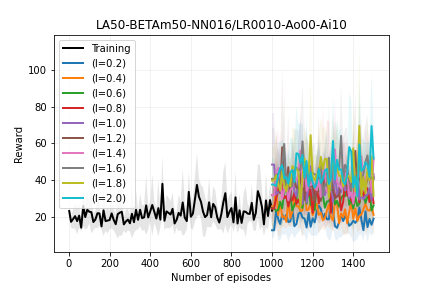 LA50-BETAm50-NN016/LR0010-Ao00-Ai10
Training
(l=0.2)
(l=0.4)
(l=0.6)
(l=0.8)
(l=1.0)
(l=1.2)
(l=1.4)
(l=1.6)
(l=1.8)
(l=2.0)
Reward
100
80
60
40
20
0 200 400 600 800 1000 1200 1400
Number of episodes